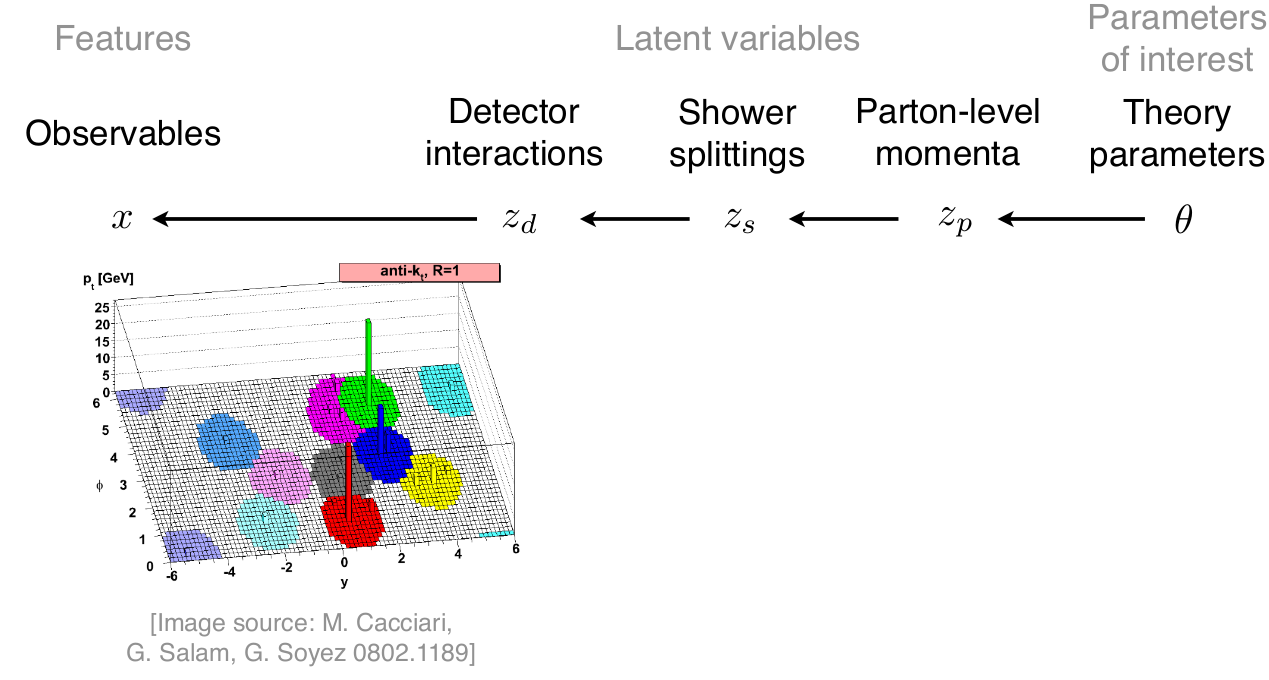 Features
Latent variables
Parameters
of interest
Observables
Detector
interactions
Shower
splittings
Parton-level
momenta
Theory
parameters
x
z_d
z_s
z_p
θ
anti-k_t, R=1
p_t [GeV]
25
20
15
10
5
0
6
5
4
3
2
1
0
ϕ
-6
-4
-2
0
2
4
6
y
[Image source: M. Cacciari,
G. Salam, G. Soyez 0802.1189]